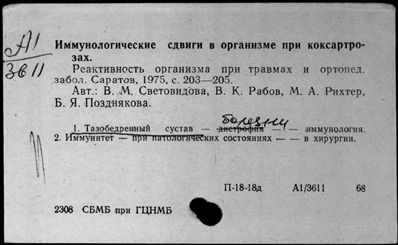 А1
3611
Иммунологические сдвиги в организме при коксартро-
зах.
Реактивность организма при травмах и ортопед.
забол. Саратов, 1975, с. 203—205.
Авт.: В. М. Световидова, В. К. Рабов, М. А. Рихтер,
Б. Я. Позднякова.
болезни
1. Тазобедренный сустав — дистрофия — — иммунология.
2. Иммунитет — при патологических состояниях — — в хирургии.
П-18-18д А1/3611 68
2308 СБМБ при ГЦНМБ